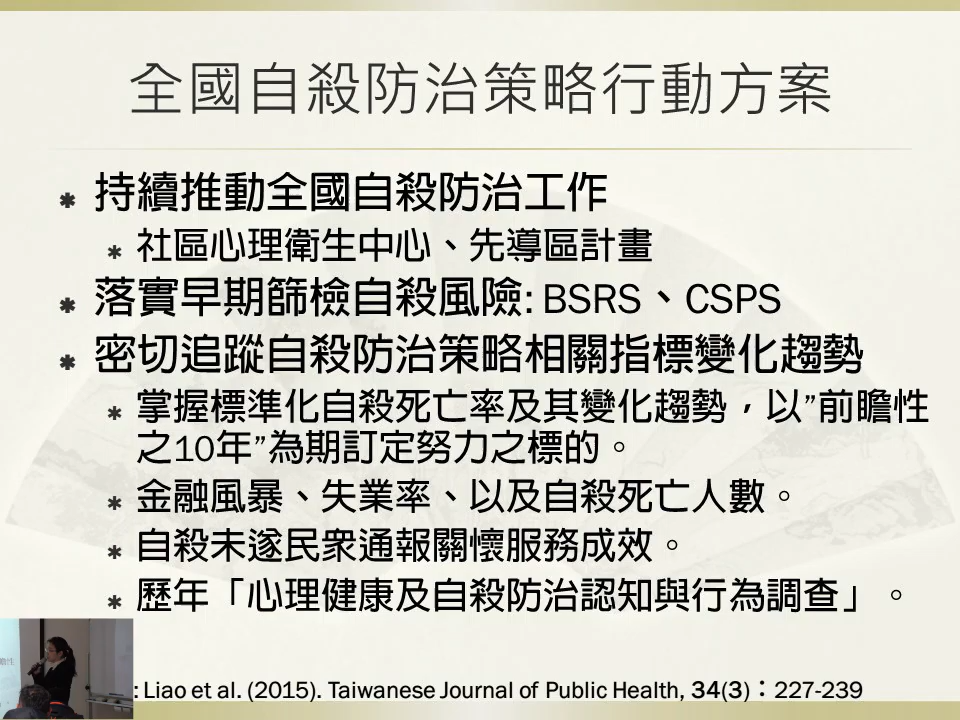 全國自殺防治策略行動方案
持續推動全國自殺防治工作
社區心理衛生中心、先導區計畫
落實早期篩檢自殺風險: BSRS、CSPS
密切追蹤自殺防治策略相關指標變化趨勢
掌握標準化自殺死亡率及其變化趨勢，以”前瞻性
之10年”為期訂定努力之標的。
金融風暴、失業率、以及自殺死亡人數。
自殺未遂民眾通報關懷服務成效。
歷年「心理健康及自殺防治認知與行為調查」。
: Liao et al. (2015). Taiwanese Journal of Public Health, 34(3)：227-239